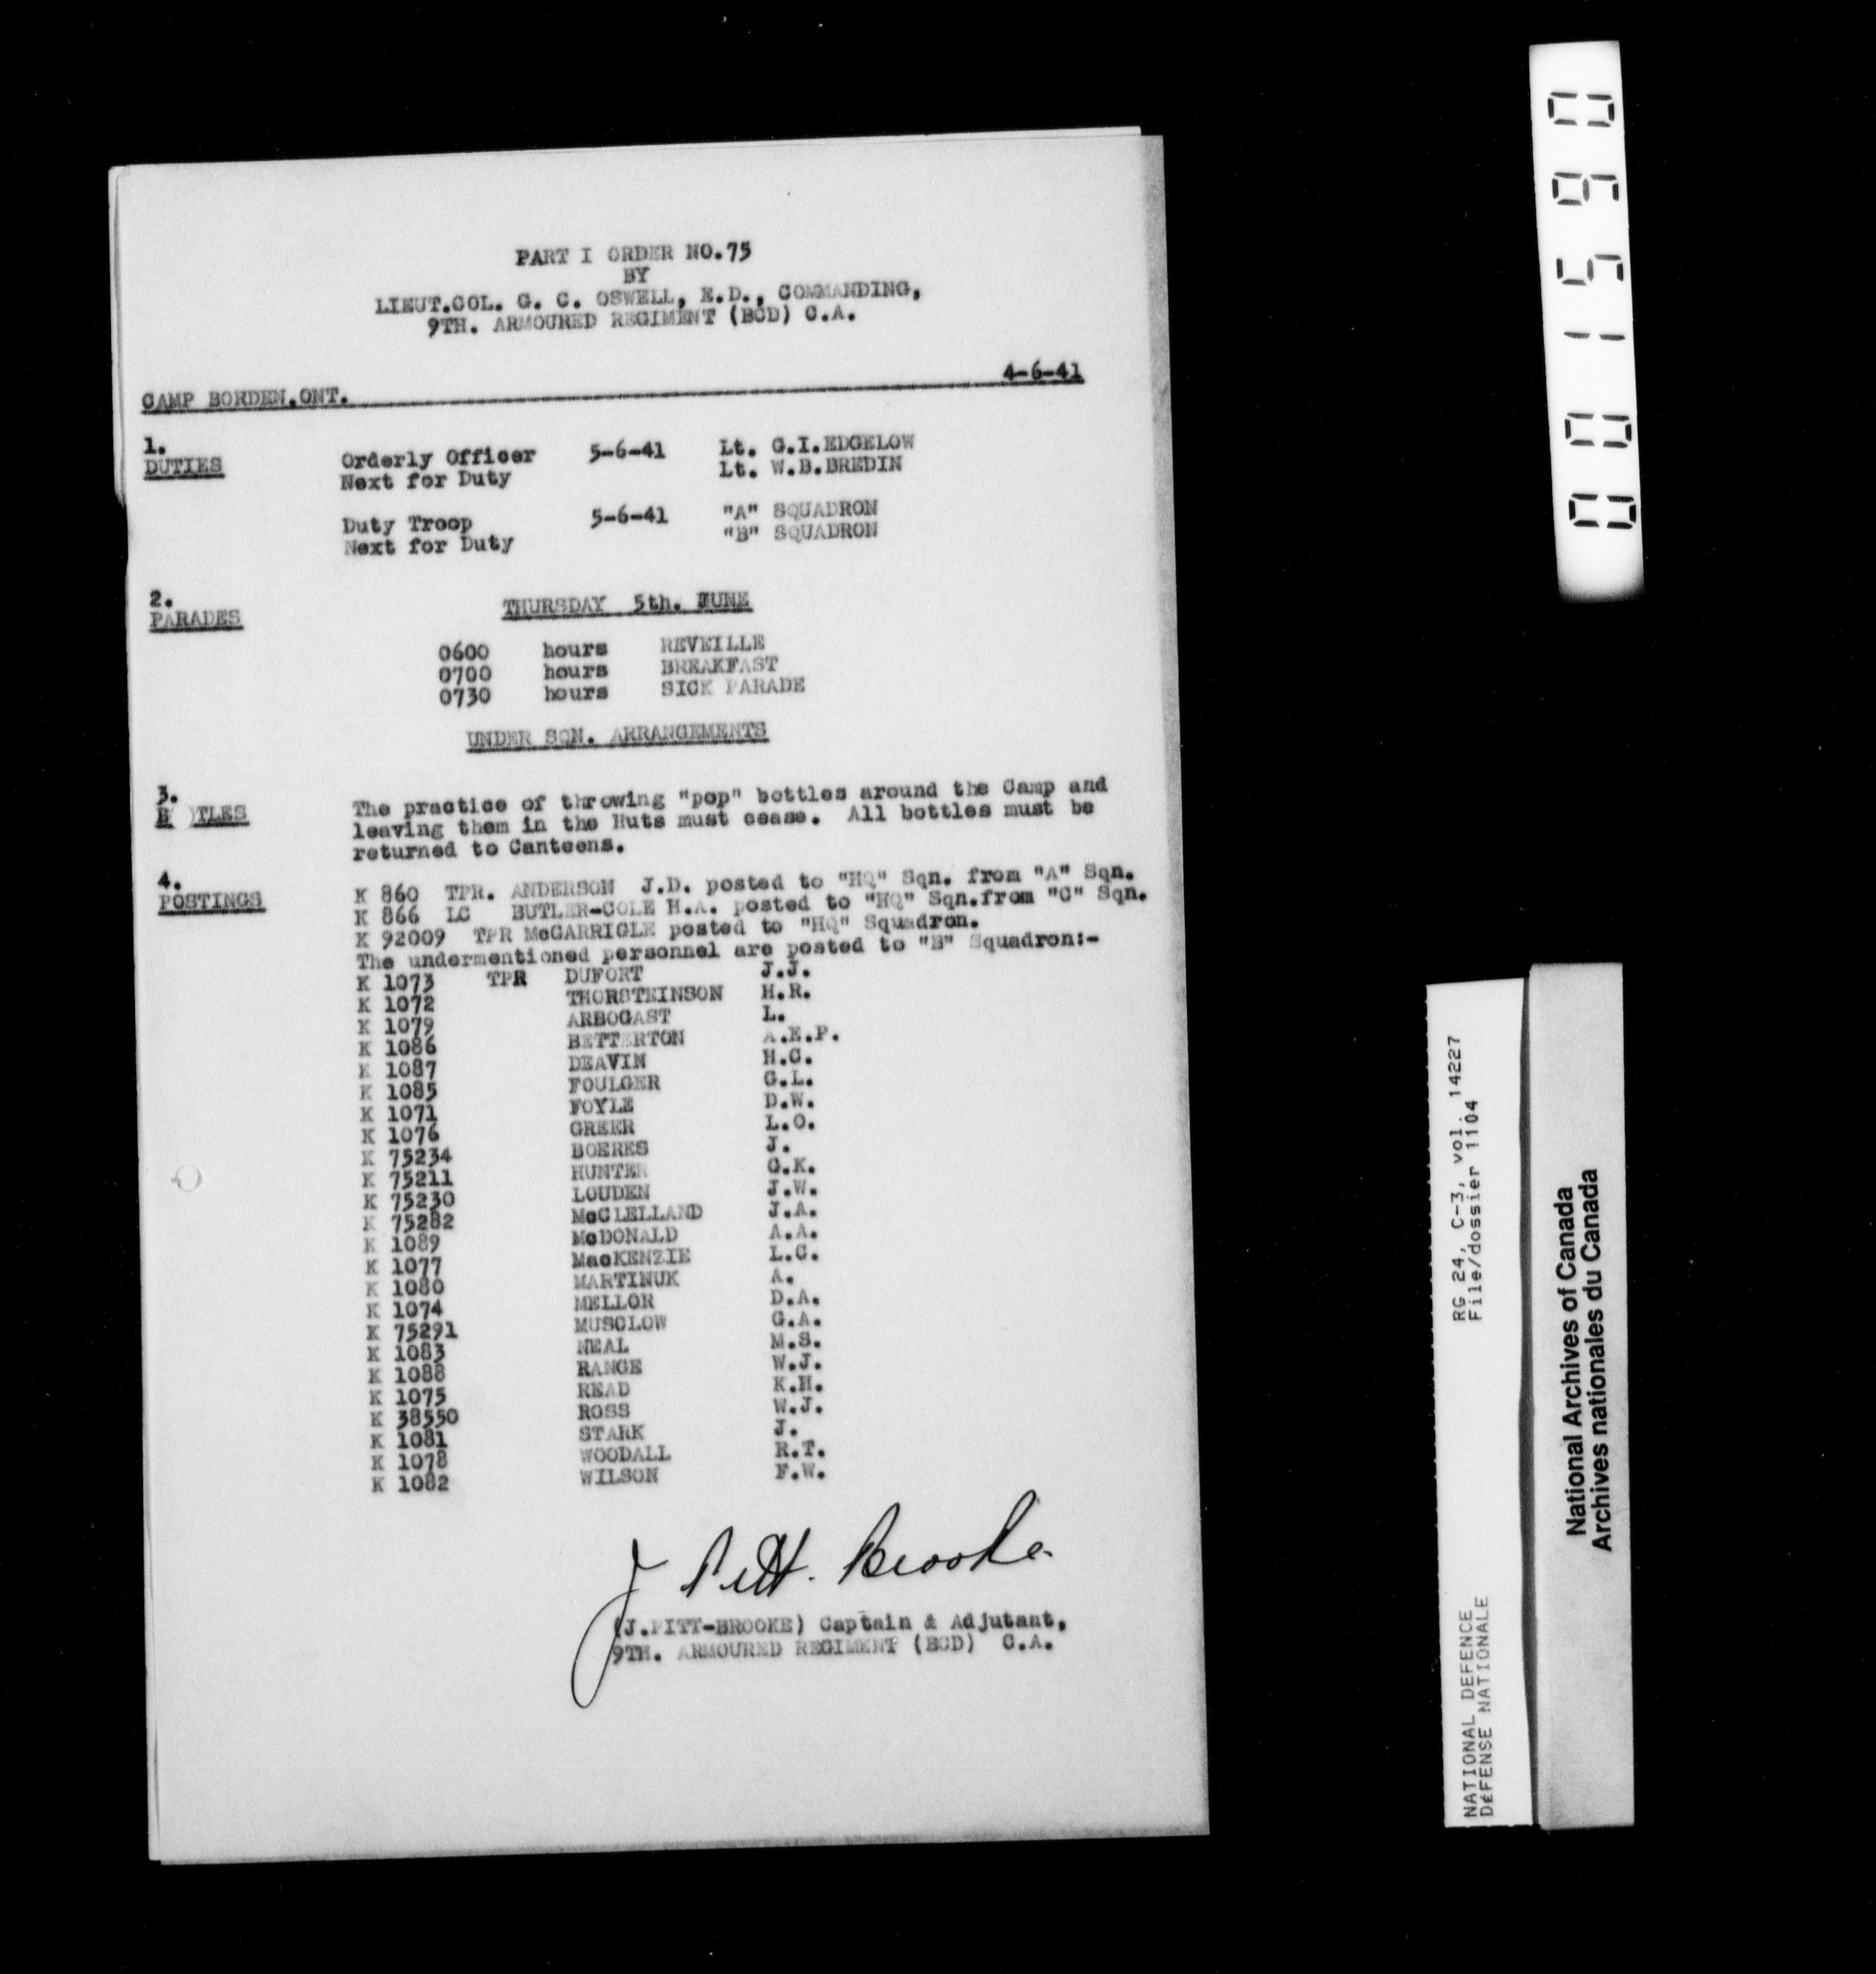 PART I ORDER NO.75
BY
LIEUT.COL. G. C. OSWELL, E.D., COMMANDING,
9TH. ARMOURED REGIMENT (BCD) C.A.
4-6-41
CAMP BORDEN.ONT.
1.
DUTIES
Orderly Officer 5-6-41 Lt. G.I.EDGELOW
Next for Duty Lt. W.B.BREDIN
Duty Troop 5-6-41 "A" SQUADRON
Next for Duty "B" SQUADRON
2.
PARADES
THURSDAY 5th. JUNE
0600 hours REVEILLE
0700 hours BREAKFAST
0730 hours SICK PARADE
UNDER SQN. ARRANGEMENTS
3.
B TLES
The practice of throwing "pop" bottles around the Camp and
leaving them in the Huts must cease. All bottles must be
returned to Canteens.
4.
POSTINGS
K 860 TPR. ANDERSON J.D. posted to "HQ" Sqn. from "A" Sqn.
K 866 LC BUTLER-COLE H.A. posted to "HQ" Sqn.from "C" Sqn.
K 92009 TPR McGARRIGLE posted to "HQ" Squadron.
The undermentioned personnel are posted to "B" Squadron:-
K 1073 TPR DUFORT J.J.
K 1072 THORSTEINSON H.R.
K 1079 ARBOGAST L.
K 1086 BETTERTON A.E.P.
K 1087 DEAVIN H.C.
K 1085 FOULGER G.L.
K 1071 FOYLE D.W.
K 1076 GREER L.O.
K 75234 BOERES J.
K 75211 HUNTER G.K.
K 75230 LOUDEN J.W.
K 75282 McCLELLAND J.A.
K 1089 McDONALD A.A.
K 1077 MacKENZIE L.C.
K 1080 MARTINUK A.
K 1074 MELLOR D.A.
K 75291 MUSCLOW G.A.
K 1083 NEAL M.S.
K 1088 RANGE W.J.
K 1075 READ K.H.
K 38550 ROSS W.J.
K 1081 STARK J.
K 1078 WOODALL R.T.
K 1082 WILSON F.W.
J Pitt. Brooke
(J.PITT-BROOKE) Captain & Adjutant,
9TH. ARMOURED REGIMENT (BCD) C.A.
001590
NATIONAL DEFENCE RG 24, C-3, vol. 14227
DÉFENSE NATIONALE File/dossier 1104
National Archives of Canada
Archives nationales du Canada